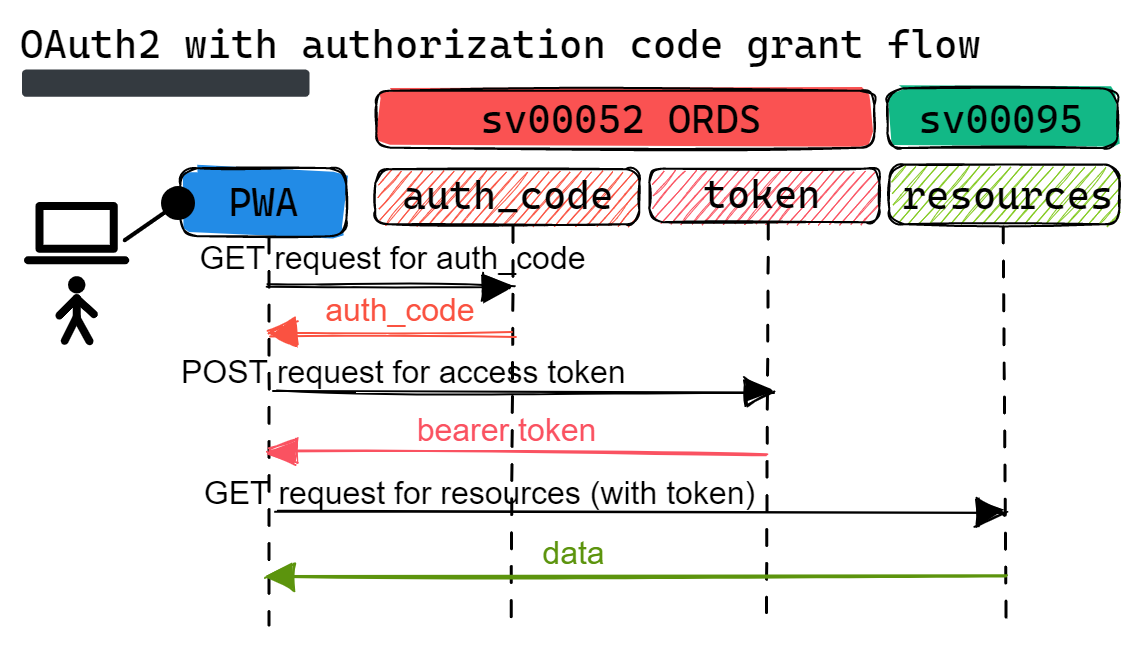 OAuth2 with authorization code grant flow
sv00052 ORDS
sv00095
PWA
auth_code
token
resources
GET request for auth_code
auth_code
POST request for access token
bearer token
GET request for resources (with token)
data